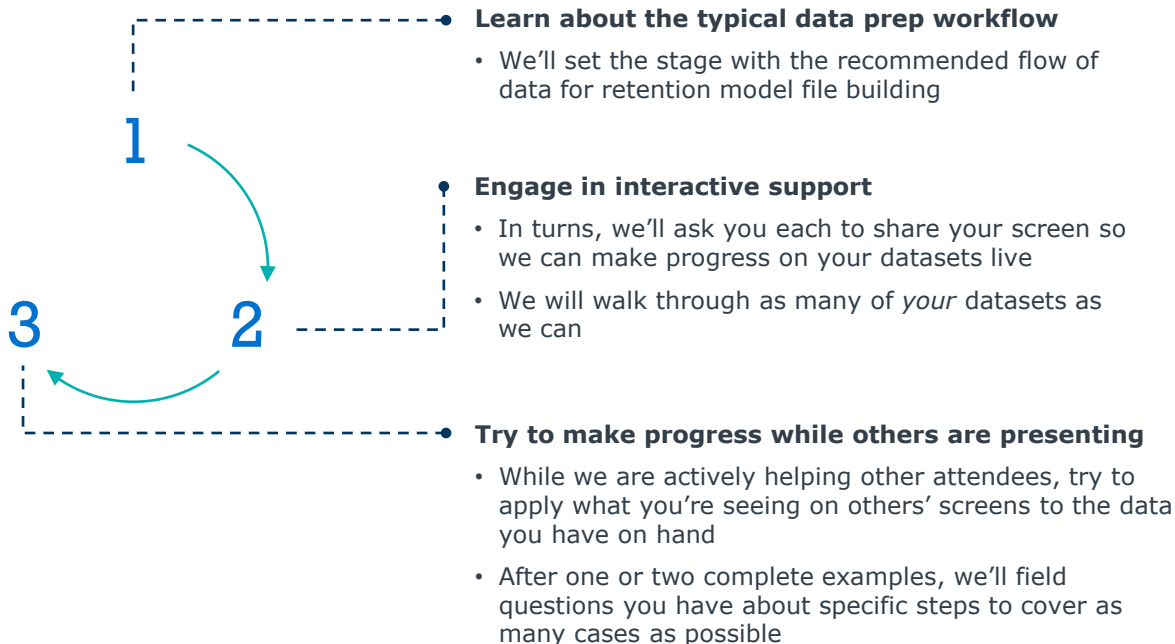 Learn about the typical data prep workflow
• We’ll set the stage with the recommended flow of
data for retention model file building
1
Engage in interactive support
• In turns, we’ll ask you each to share your screen so
we can make progress on your datasets live
• We will walk through as many of your datasets as
we can
2
3
Try to make progress while others are presenting
• While we are actively helping other attendees, try to
apply what you’re seeing on others’ screens to the data
you have on hand
• After one or two complete examples, we’ll field
questions you have about specific steps to cover as
many cases as possible